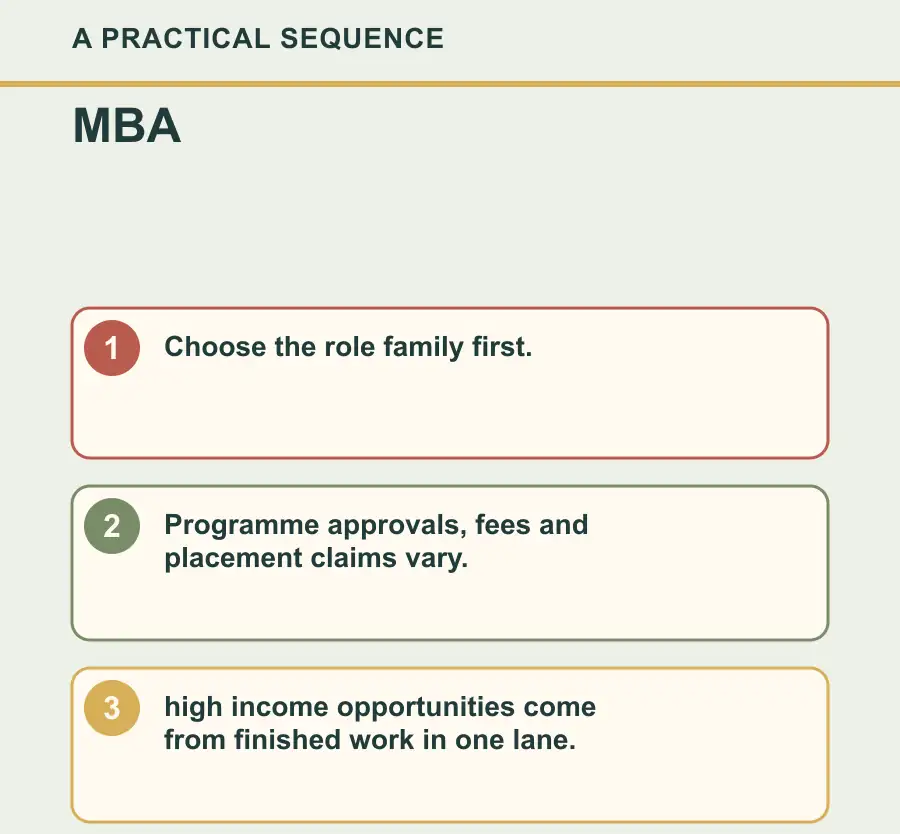 A PRACTICAL SEQUENCE
MBA
1
Choose the role family first.
2
Programme approvals, fees and
placement claims vary.
3
high income opportunities come
from finished work in one lane.